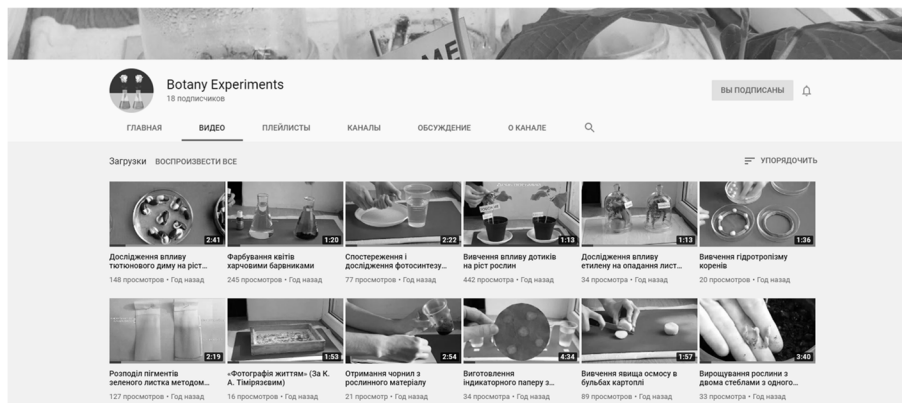 ME
Botany Experiments
18 подписчиков
ВЫ ПОДПИСАНЫ
ГЛАВНАЯ ВИДЕО ПЛЕЙЛИСТЫ КАНАЛЫ ОБСУЖДЕНИЕ О КАНАЛЕ
Загрузки ВОСПРОИЗВЕСТИ ВСЕ УПОРЯДОЧИТЬ
2:41 1:20 2:22 1:13 1:13 1:36
Дослідження впливу
тютюнового диму на ріст...
148 просмотров • Год назад
Фарбування квітів
харчовими барвниками
245 просмотров • Год назад
Спостереження і
дослідження фотосинтезу...
77 просмотров • Год назад
Вивчення впливу дотиків
на ріст рослин
442 просмотра • Год назад
Дослідження впливу
етилену на опадання лист...
34 просмотра • Год назад
Вивчення гідротропізму
коренів
20 просмотров • Год назад
2:19 1:53 2:54 4:34 1:57 3:40
Розподіл пігментів
зеленого листка методом...
127 просмотров • Год назад
«Фотографія життям» (За К.
А. Тімірязєвим)
16 просмотров • Год назад
Отримання чорнил з
рослинного матеріалу
21 просмотр • Год назад
Виготовлення
індикаторного паперу з...
34 просмотра • Год назад
Вивчення явища осмосу в
бульбах картоплі
89 просмотров • Год назад
Вирощування рослини з
двома стеблами з одного...
33 просмотра • Год назад